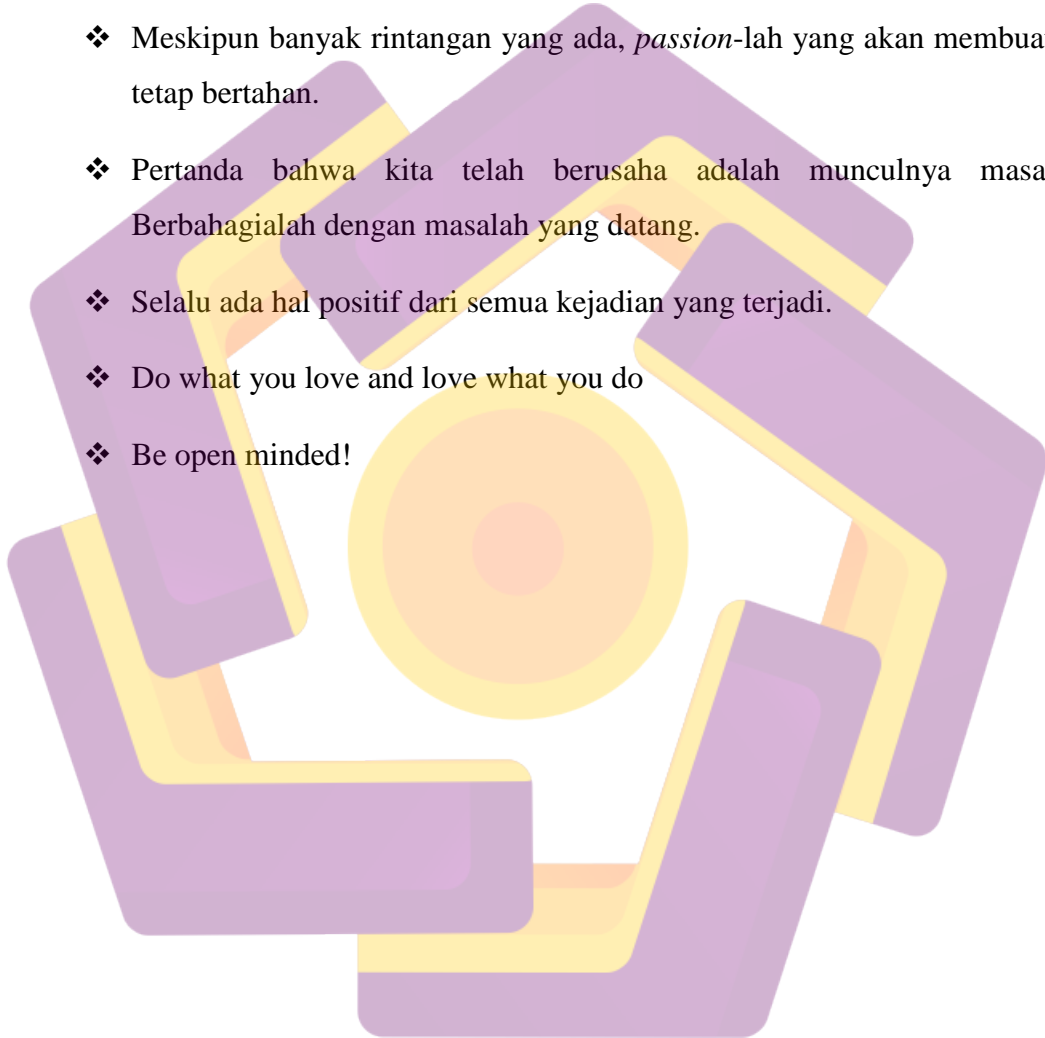 ❖ Meskipun banyak rintangan yang ada, passion-lah yang akan membua
tetap bertahan.
❖ Pertanda bahwa kita telah berusaha adalah munculnya masa
Berbahagialah dengan masalah yang datang.
❖ Selalu ada hal positif dari semua kejadian yang terjadi.
❖ Do what you love and love what you do
❖ Be open minded!